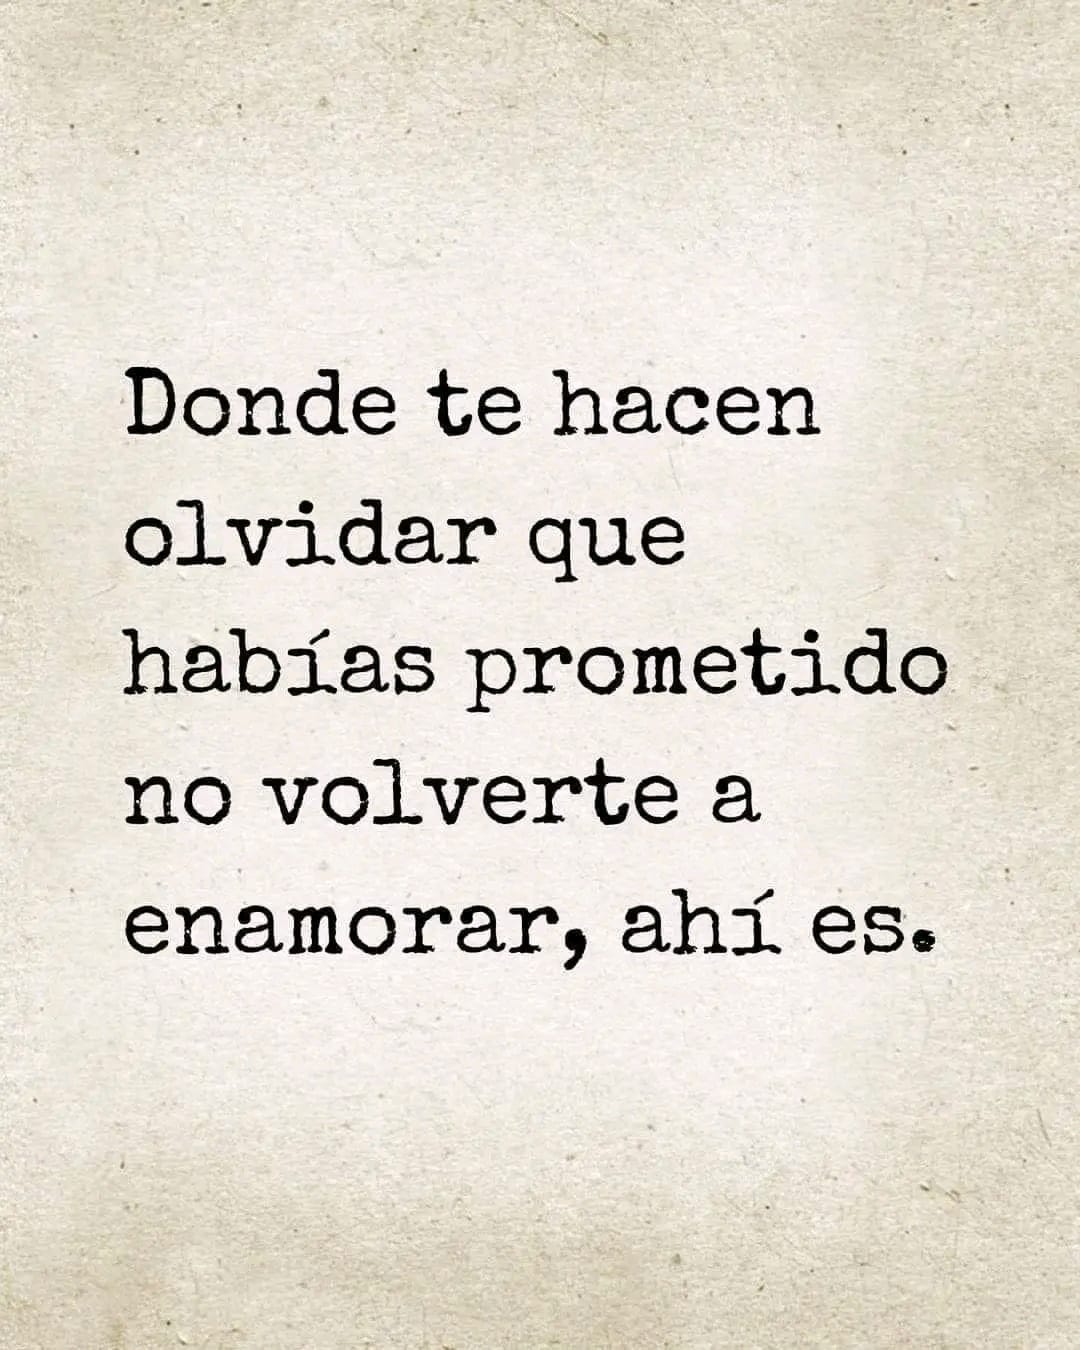 Donde te hacen
olvidar que
habías prometido
no volverte a
enamorar, ahí es.